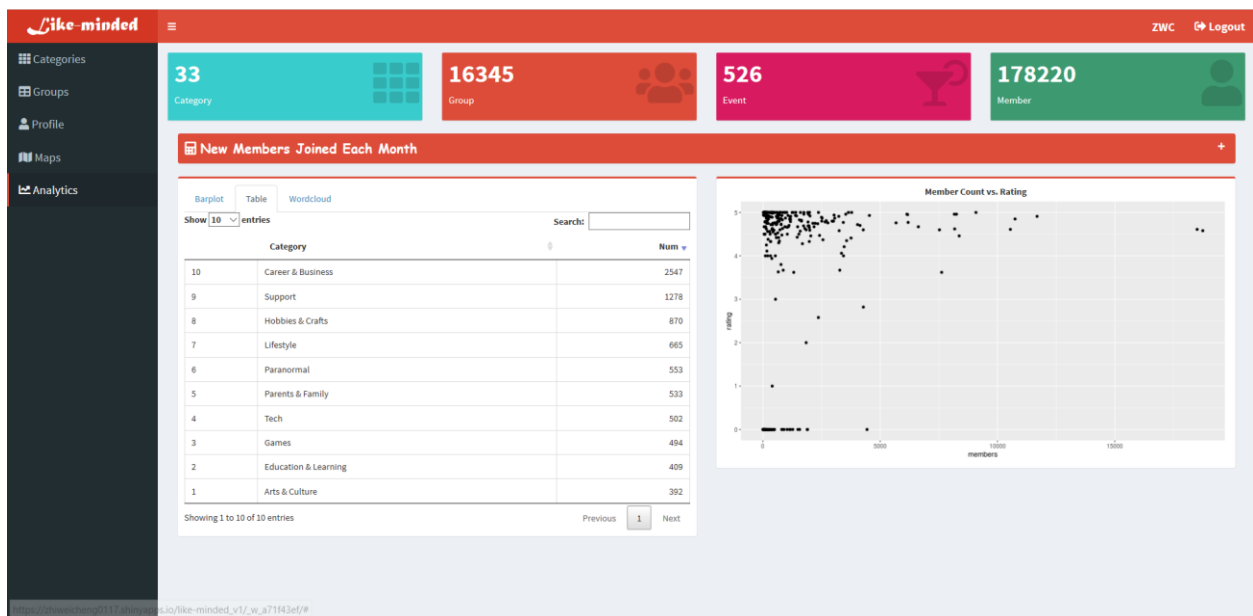 Like-minded
ZWC Logout
Categories
Groups
Profile
Maps
Analytics
33
Category
16345
Group
526
Event
178220
Member
New Members Joined Each Month +
Barplot Table Wordcloud
Show 10 entries Search:
Category Num
10 Career & Business 2547
9 Support 1278
8 Hobbies & Crafts 870
7 Lifestyle 665
6 Paranormal 553
5 Parents & Family 533
4 Tech 502
3 Games 494
2 Education & Learning 409
1 Arts & Culture 392
Showing 1 to 10 of 10 entries Previous 1 Next
Member Count vs. Rating
5
4
3
2
1
0
rating
0 5000 10000 15000
members
https://zhiweicheng0117.shinyapps.io/like-minded_v1/_w_a71f43ef/#